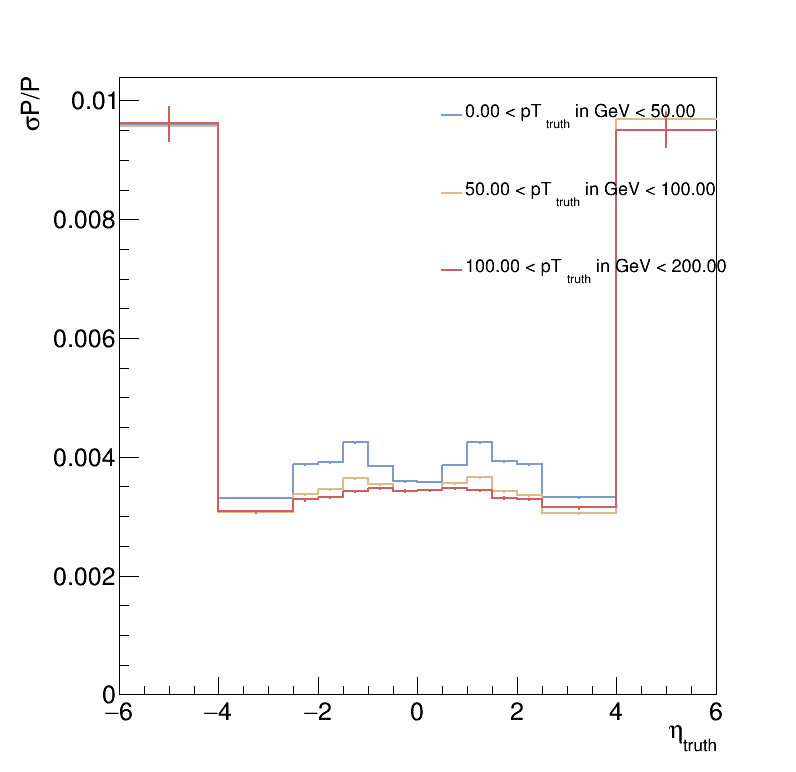 σP/P
0.01
0.008
0.006
0.004
0.002
0
0.00 < pT truth in GeV < 50.00
50.00 < pT truth in GeV < 100.00
100.00 < pT truth in GeV < 200.00
−6 −4 −2 0 2 4 6
ηtruth